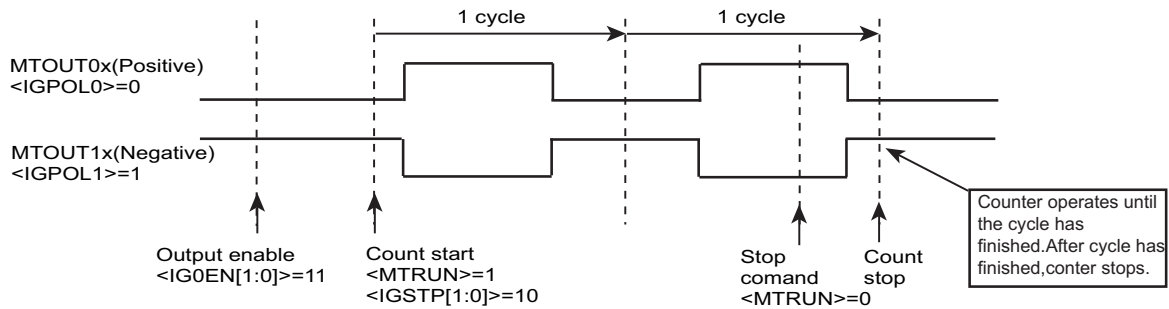 1 cycle
1 cycle
MTOUT0x(Positive)
<IGPOL0>=0
MTOUT1x(Negative)
<IGPOL1>=1
Output enable
<IG0EN[1:0]>=11
Count start
<MTRUN>=1
<IGSTP[1:0]>=10
Stop
comand
<MTRUN>=0
Count
stop
Counter operates until
the cycle has
finished.After cycle has
finished,conter stops.